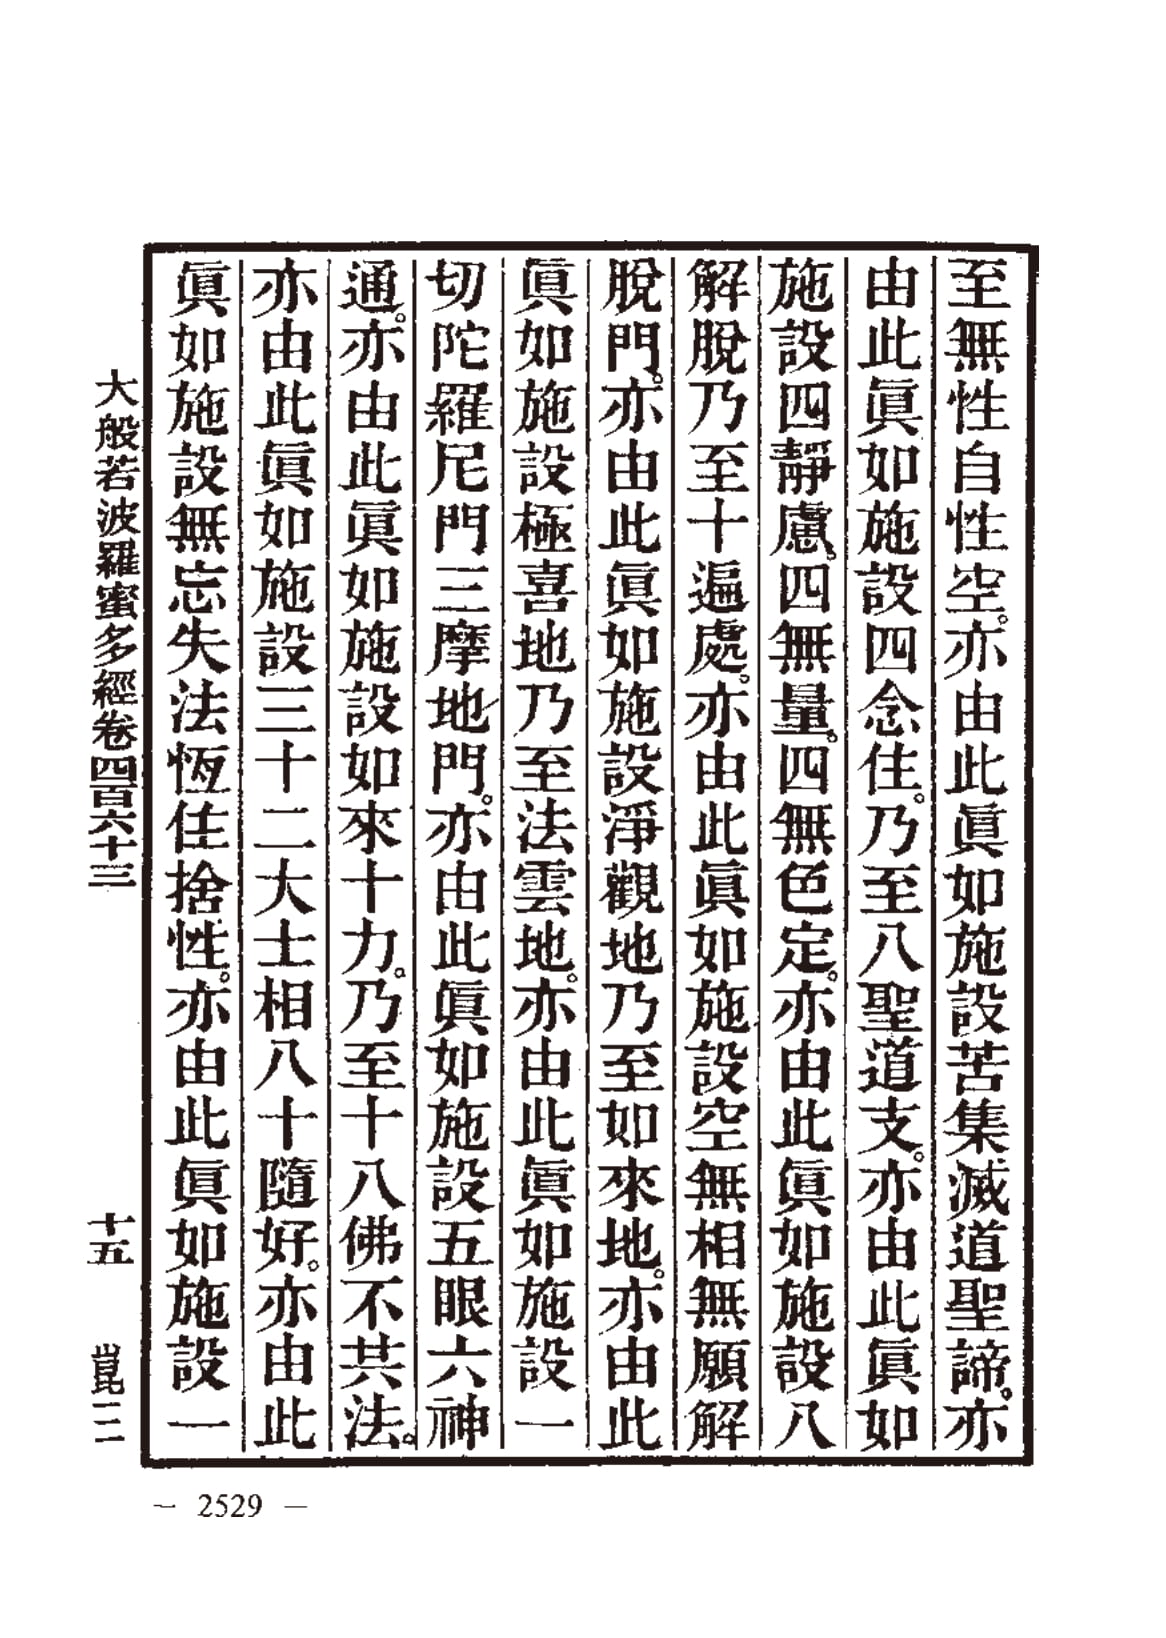 至無性自性空。亦由此眞如施設苦集滅道聖諦。亦
由此眞如施設四念住。乃至八聖道支。亦由此眞如
施設四靜慮。四無量。四無色定。亦由此眞如施設八
解脫乃至十遍處。亦由此眞如施設空無相無願解
脫門。亦由此眞如施設淨觀地乃至如來地。亦由此
眞如施設極喜地乃至法雲地。亦由此眞如施設一
切陀羅尼門三摩地門。亦由此眞如施設五眼六神
通。亦由此眞如施設如來十力。乃至十八佛不共法。
亦由此眞如施設三十二大士相八十隨好。亦由此
眞如施設無忘失法恆住捨性。亦由此眞如施設一
大般若波羅蜜多經卷四百六十三 十五
— 2529 —